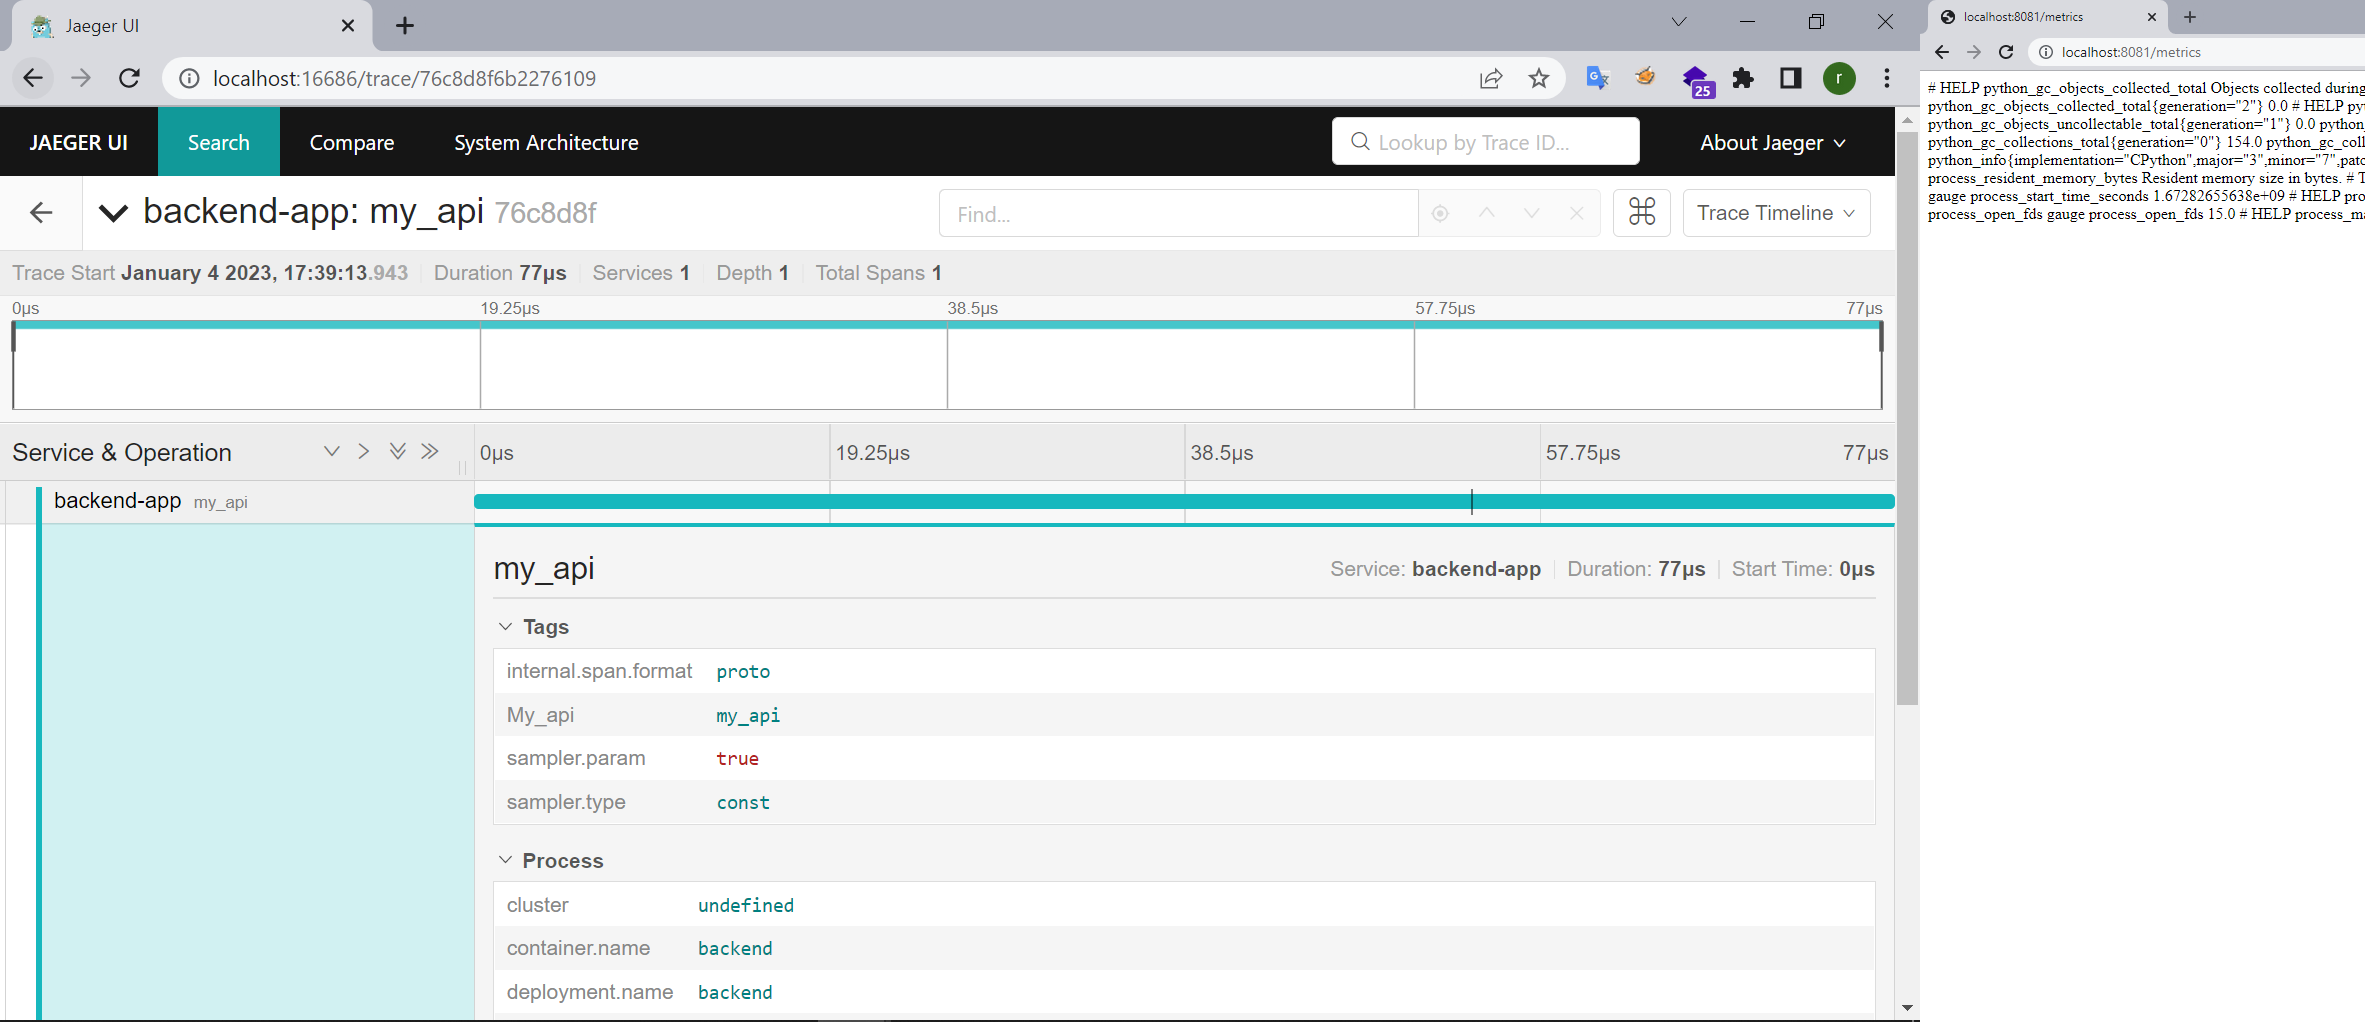 Jaeger UI
localhost:16686/trace/76c8d8f6b2276109
25
r
JAEGER UI
Search
Compare
System Architecture
Lookup by Trace ID...
About Jaeger
backend-app: my_api 76c8d8f
Find...
Trace Timeline
Trace Start January 4 2023, 17:39:13.943
Duration 77μs
Services 1
Depth 1
Total Spans 1
0μs 19.25μs 38.5μs 57.75μs 77μs
Service & Operation
0μs 19.25μs 38.5μs 57.75μs 77μs
backend-app my_api
my_api
Service: backend-app
Duration: 77μs
Start Time: 0μs
Tags
internal.span.format proto
My_api my_api
sampler.param true
sampler.type const
Process
cluster undefined
container.name backend
deployment.name backend
localhost:8081/metrics
localhost:8081/metrics
# HELP python_gc_objects_collected_total Objects collected during
python_gc_objects_collected_total{generation="2"} 0.0 # HELP py
python_gc_objects_uncollectable_total{generation="1"} 0.0 python_
python_gc_collections_total{generation="0"} 154.0 python_gc_coll
python_info{implementation="CPython",major="3",minor="7",patc
process_resident_memory_bytes Resident memory size in bytes. # T
gauge process_start_time_seconds 1.67282655638e+09 # HELP pro
process_open_fds gauge process_open_fds 15.0 # HELP process_ma